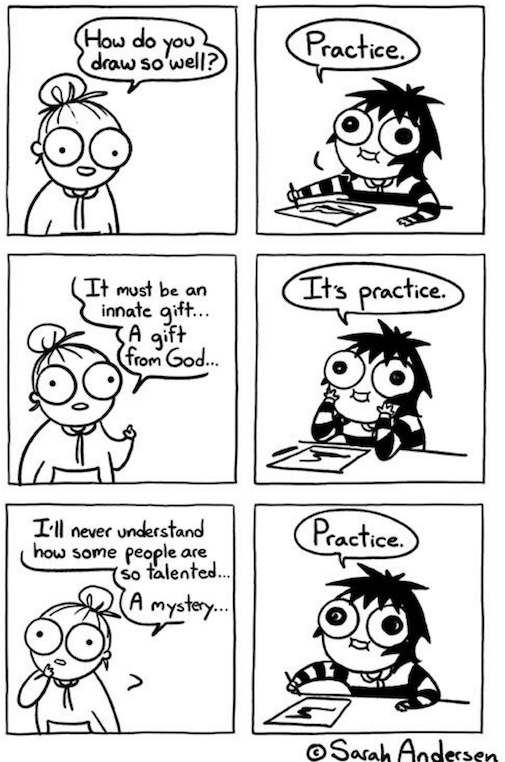 How do you
draw so well?
Practice.
It must be an
innate gift...
A gift
from God...
It's practice.
I'll never understand
how some people are
so talented...
A mystery...
Practice.
© Sarah Andersen